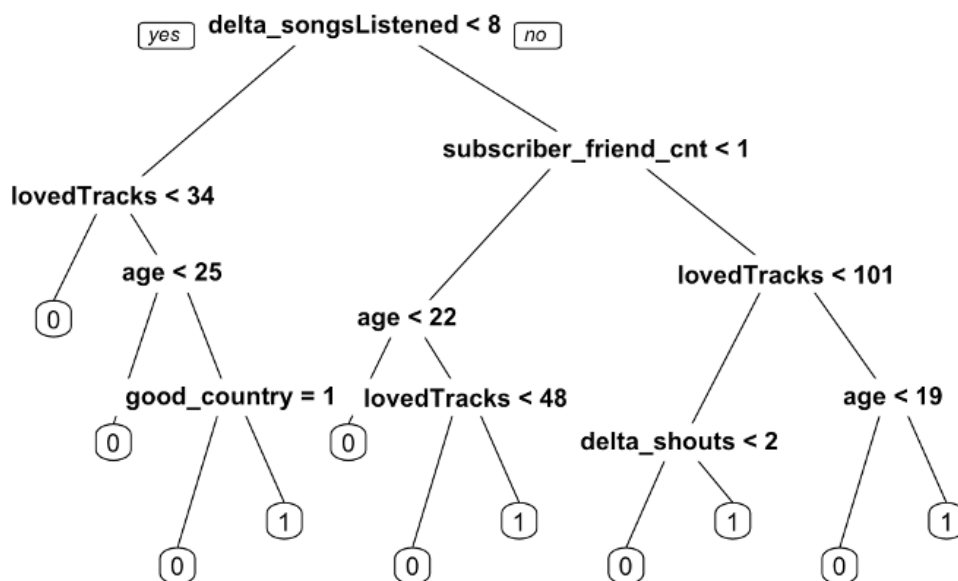 yes delta_songsListened < 8 no
subscriber_friend_cnt < 1
lovedTracks < 34
age < 25
lovedTracks < 101
0
age < 22
good_country = 1
lovedTracks < 48
age < 19
0
0
delta_shouts < 2
1
1
1
1
0
0
0
0